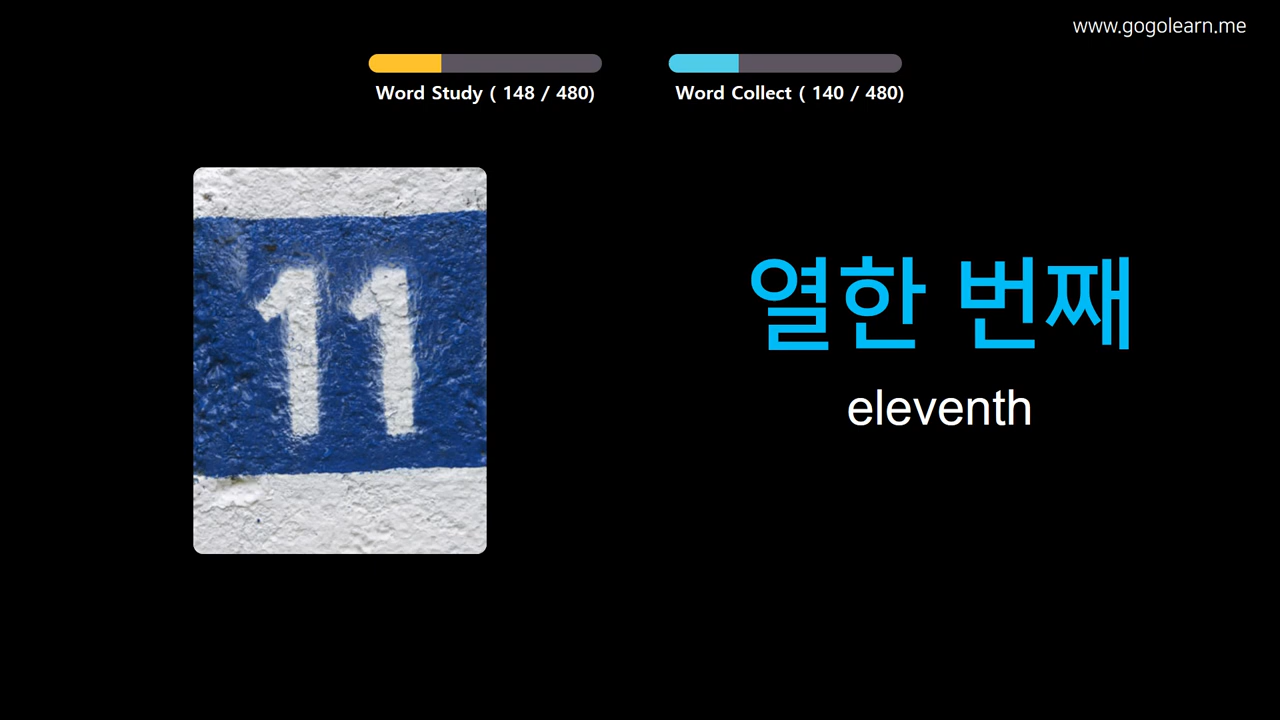 www.gogolearn.me
Word Study ( 148 / 480)
Word Collect ( 140 / 480)
11
열한 번째
eleventh